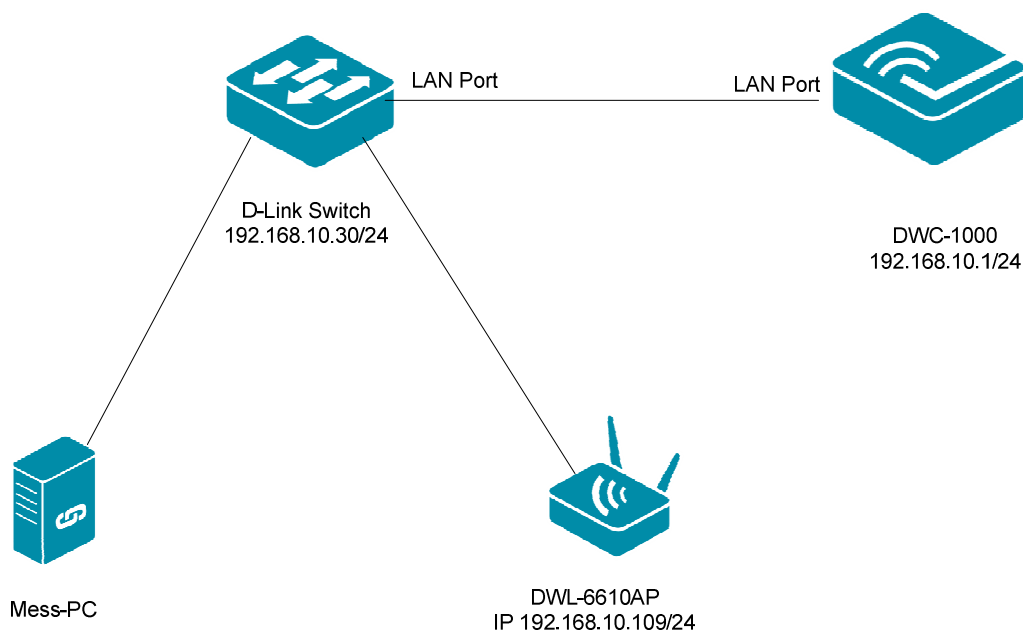 LAN Port
LAN Port
D-Link Switch
192.168.10.30/24
DWC-1000
192.168.10.1/24
Mess-PC
DWL-6610AP
IP 192.168.10.109/24